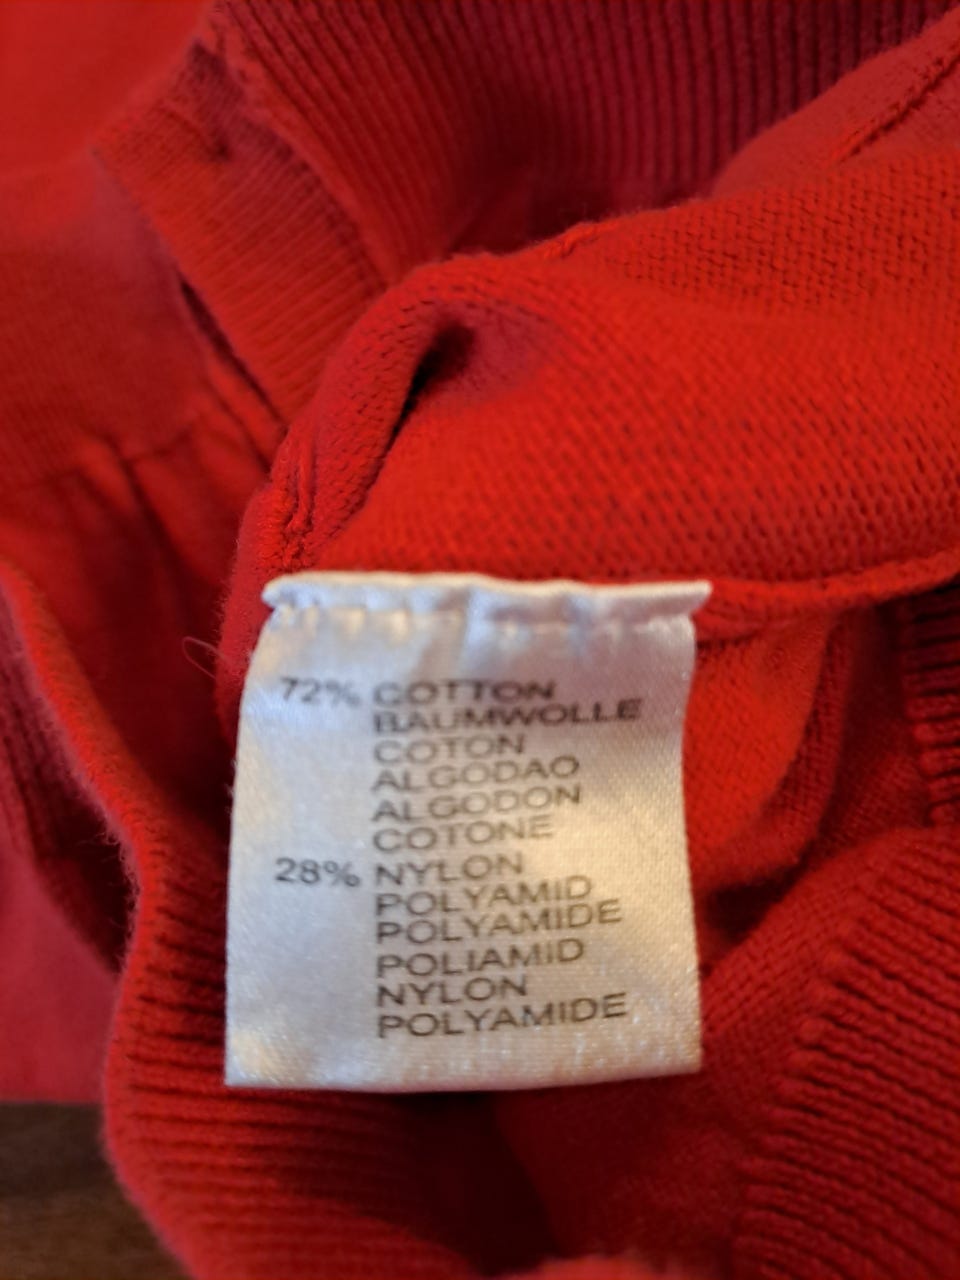 72% COTTON
BAUMWOLLE
COTON
ALGODAO
ALGODON
COTONE
28% NYLON
POLYAMID
POLYAMIDE
POLIAMID
NYLON
POLYAMIDE